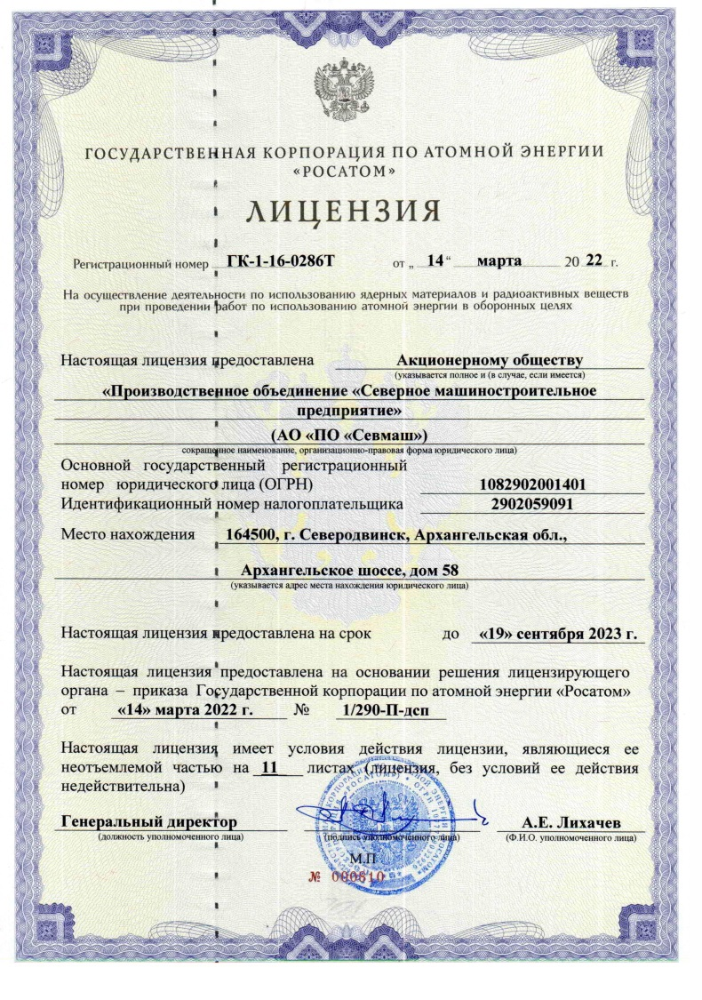 ГОСУДАРСТВЕННАЯ КОРПОРАЦИЯ ПО АТОМНОЙ ЭНЕРГИИ
«РОСАТОМ»
ЛИЦЕНЗИЯ
Регистрационный номер ГК-1-16-0286Т от „ 14 “ марта 20 22 г.
На осуществление деятельности по использованию ядерных материалов и радиоактивных веществ
при проведении работ по использованию атомной энергии в оборонных целях
Настоящая лицензия предоставлена Акционерному обществу
(указывается полное и (в случае, если имеется)
«Производственное объединение «Северное машиностроительное
предприятие»
(АО «ПО «Севмаш»)
сокращенное наименование, организационно-правовая форма юридического лица)
Основной государственный регистрационный
номер юридического лица (ОГРН) 1082902001401
Идентификационный номер налогоплательщика 2902059091
Место нахождения 164500, г. Северодвинск, Архангельская обл.,
Архангельское шоссе, дом 58
(указывается адрес места нахождения юридического лица)
Настоящая лицензия предоставлена на срок до «19» сентября 2023 г.
Настоящая лицензия предоставлена на основании решения лицензирующего
органа – приказа Государственной корпорации по атомной энергии «Росатом»
от «14» марта 2022 г. № 1/290-П-дсп
Настоящая лицензия имеет условия действия лицензии, являющиеся ее
неотъемлемой частью на 11 листах (лицензия, без условий ее действия
недействительна)
Генеральный директор А.Е. Лихачев
(должность уполномоченного лица) (подпись уполномоченного лица) (Ф.И.О. уполномоченного лица)
М.П
№ 000610